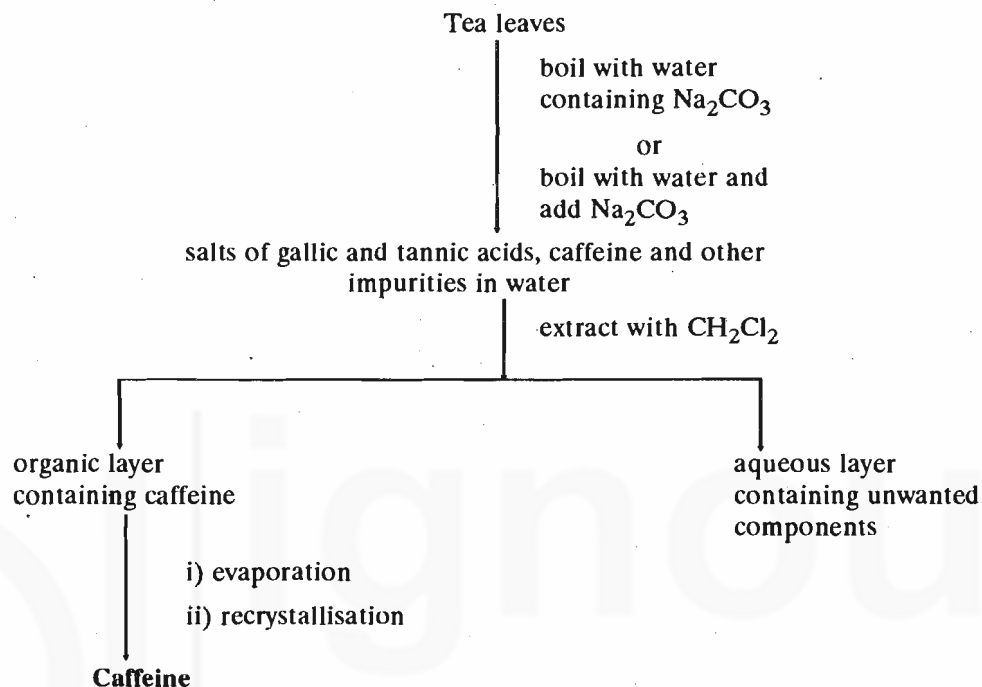 Tea leaves
boil with water
containing Na₂CO₃
or
boil with water and
add Na₂CO₃
salts of gallic and tannic acids, caffeine and other
impurities in water
extract with CH₂Cl₂
organic layer
containing caffeine
aqueous layer
containing unwanted
components
i) evaporation
ii) recrystallisation
Caffeine
ignou